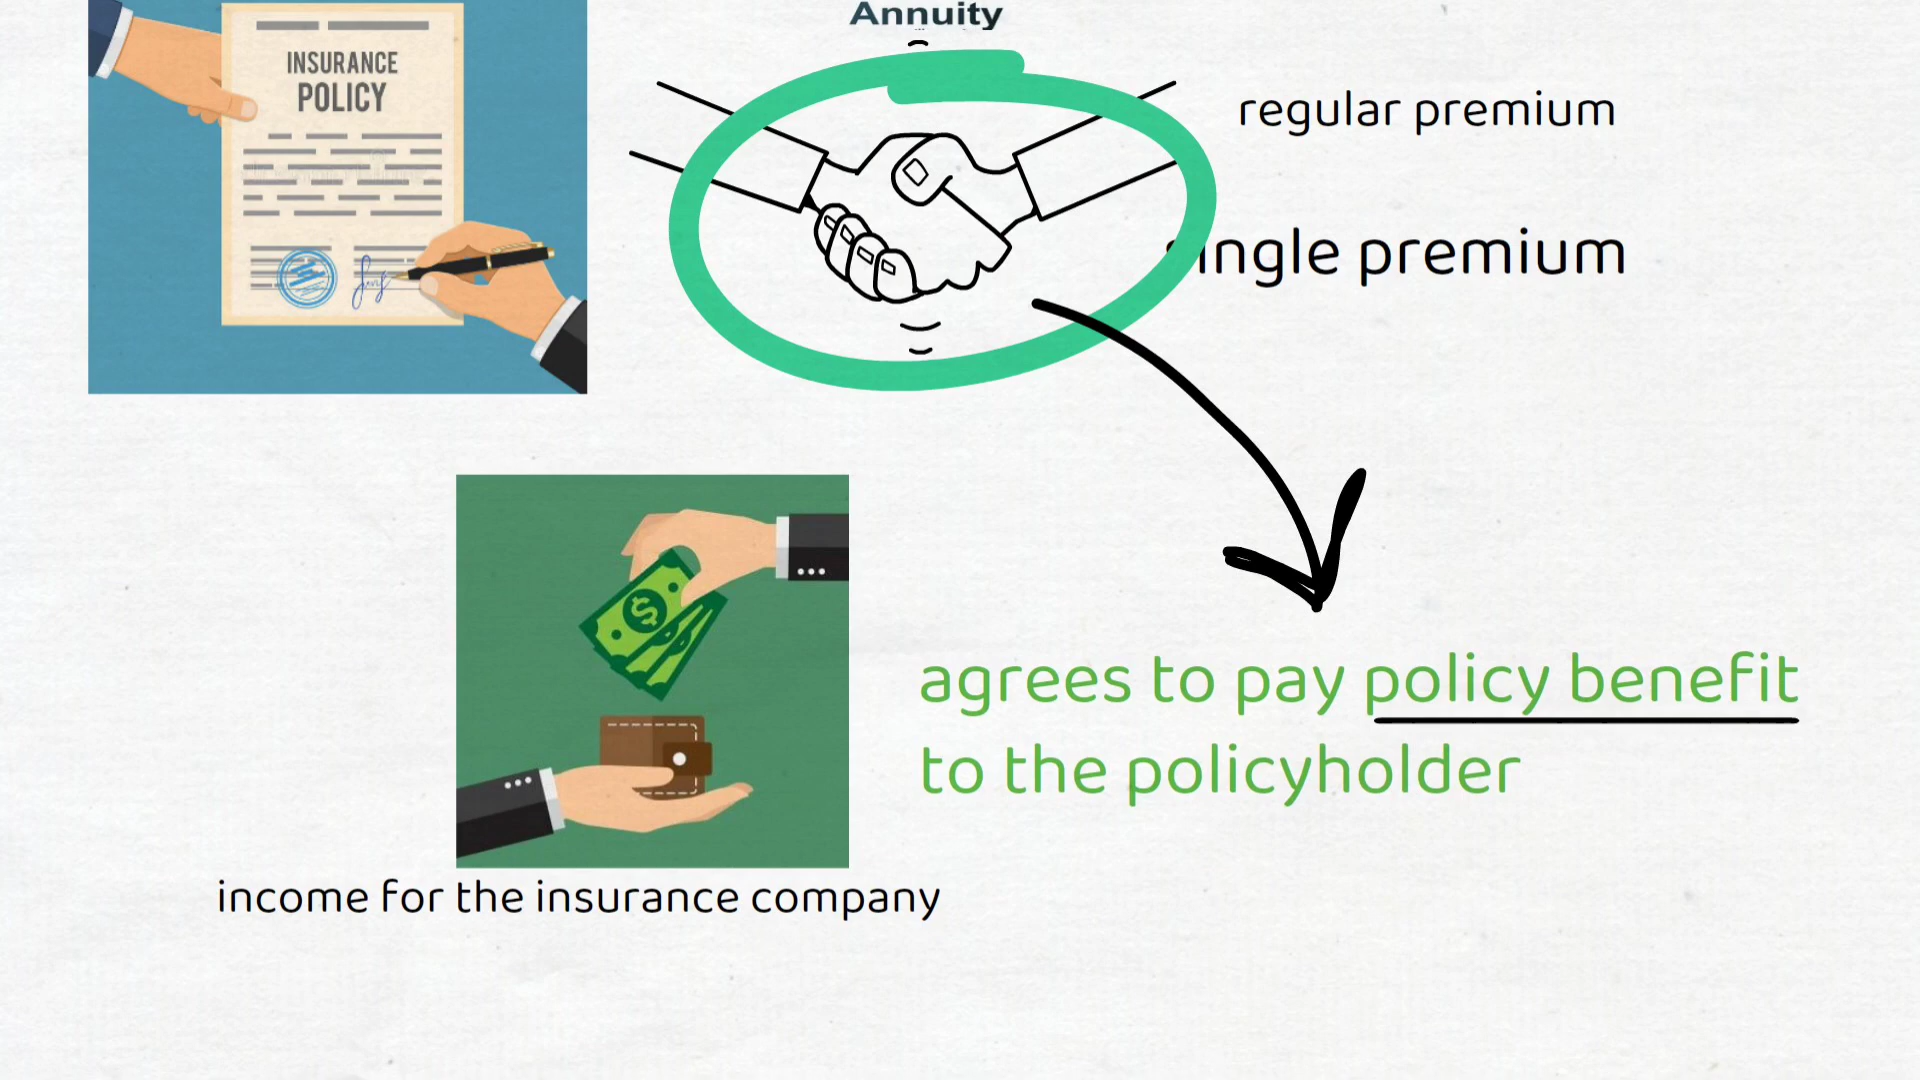 Annuity
INSURANCE
POLICY
regular premium
single premium
agrees to pay policy benefit
to the policyholder
income for the insurance company